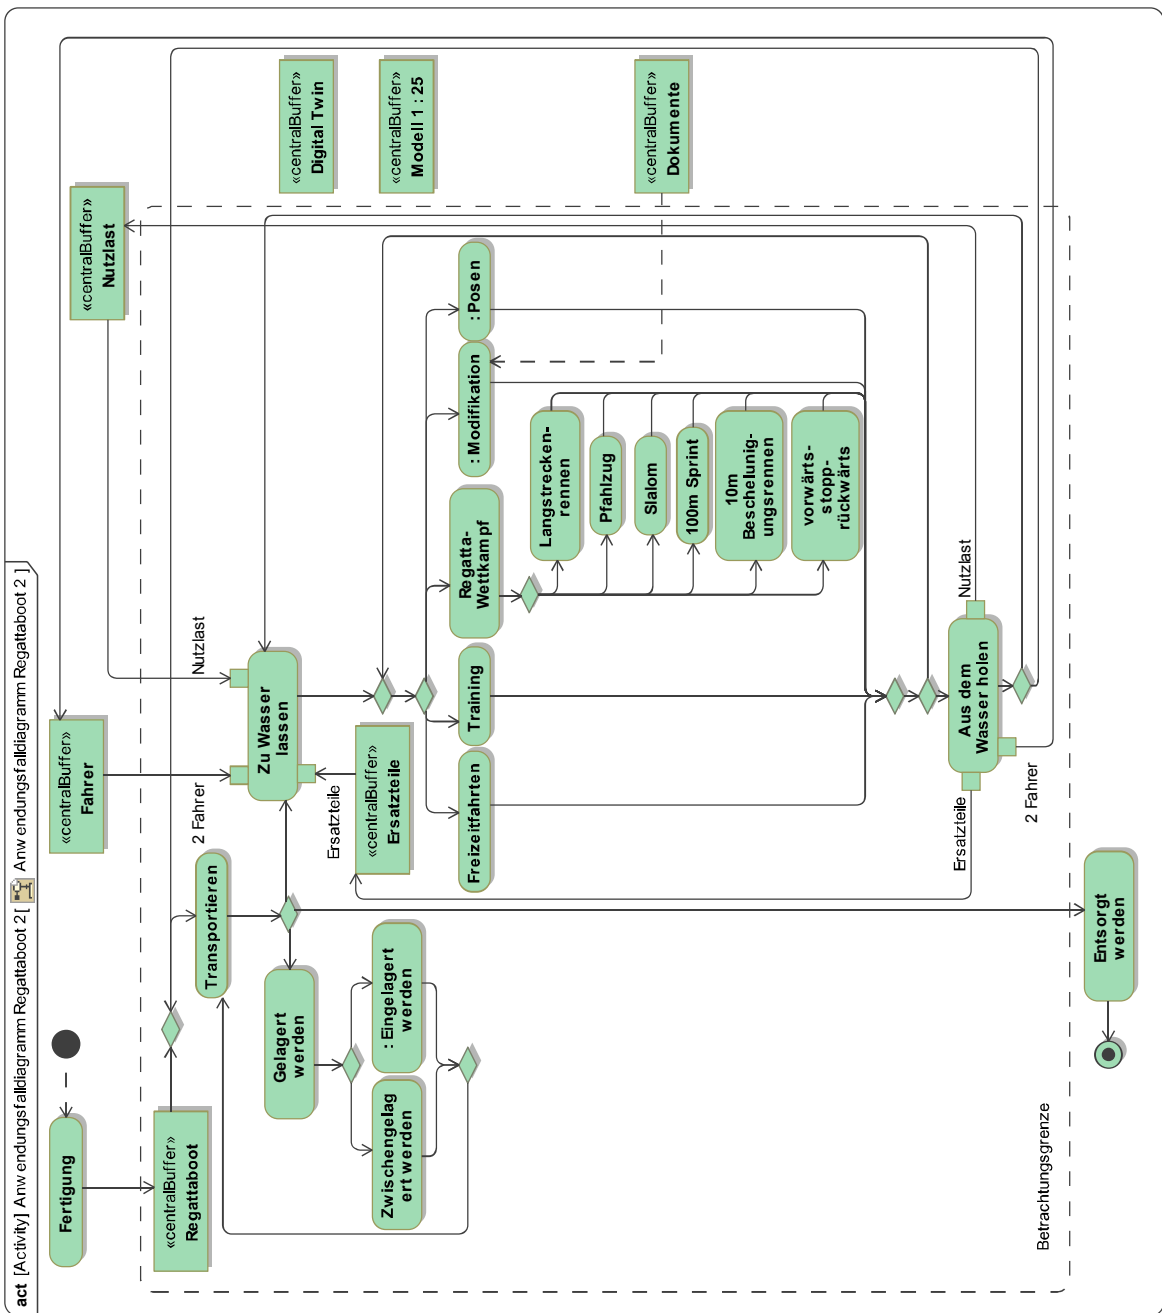 act [Activity] Anwendungsfalldiagramm Regattaboot 2[ Anwendungsfalldiagramm Regattaboot 2 ]
Fertigung
«centralBuffer»
Regattaboot
«centralBuffer»
Fahrer
«centralBuffer»
Nutzlast
Transportieren
2 Fahrer
Nutzlast
Zu Wasser
lassen
Ersatzteile
«centralBuffer»
Digital Twin
«centralBuffer»
Modell 1 : 25
«centralBuffer»
Dokumente
Gelagert
werden
Zwischengelag
ert werden
: Eingelagert
werden
«centralBuffer»
Ersatzteile
Freizeitfahrten
Training
Regatta-
Wettkampf
: Modifikation
: Posen
Langstrecken-
rennen
Pfahlzug
Slalom
100m Sprint
10m
Beschelunig-
ungsrennen
vorwärts-
stopp-
rückwärts
Ersatzteile
Aus dem
Wasser holen
Nutzlast
2 Fahrer
Betrachtungsgrenze
Entsorgt
werden